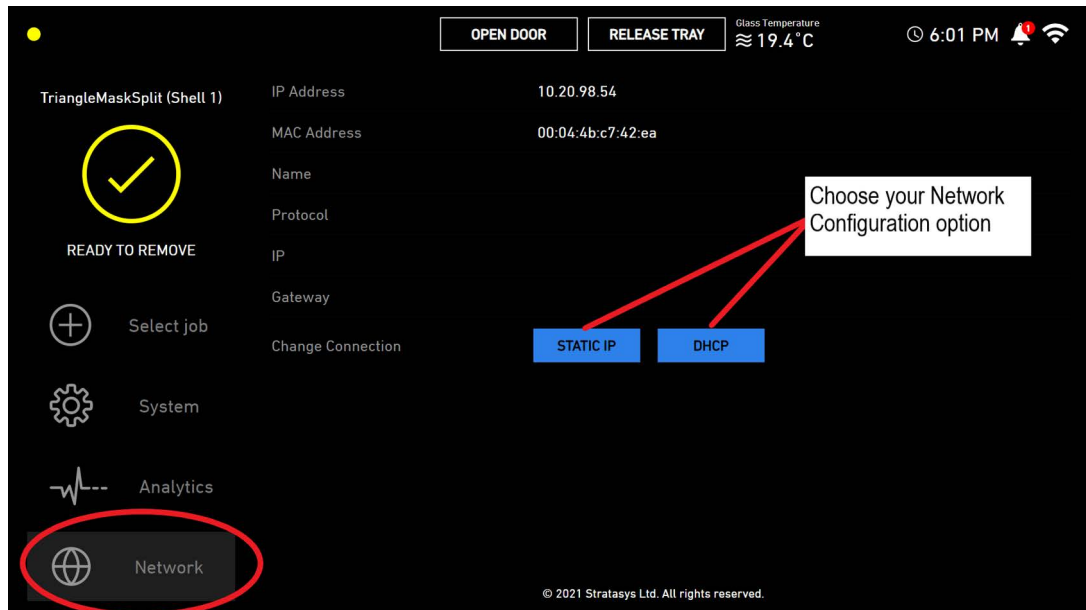 OPEN DOOR
RELEASE TRAY
Glass Temperature
19.4°C
6:01 PM
1
TriangleMaskSplit (Shell 1)
READY TO REMOVE
Select job
System
Analytics
Network
IP Address 10.20.98.54
MAC Address 00:04:4b:c7:42:ea
Name
Protocol
IP
Gateway
Change Connection STATIC IP DHCP
Choose your Network
Configuration option
© 2021 Stratasys Ltd. All rights reserved.